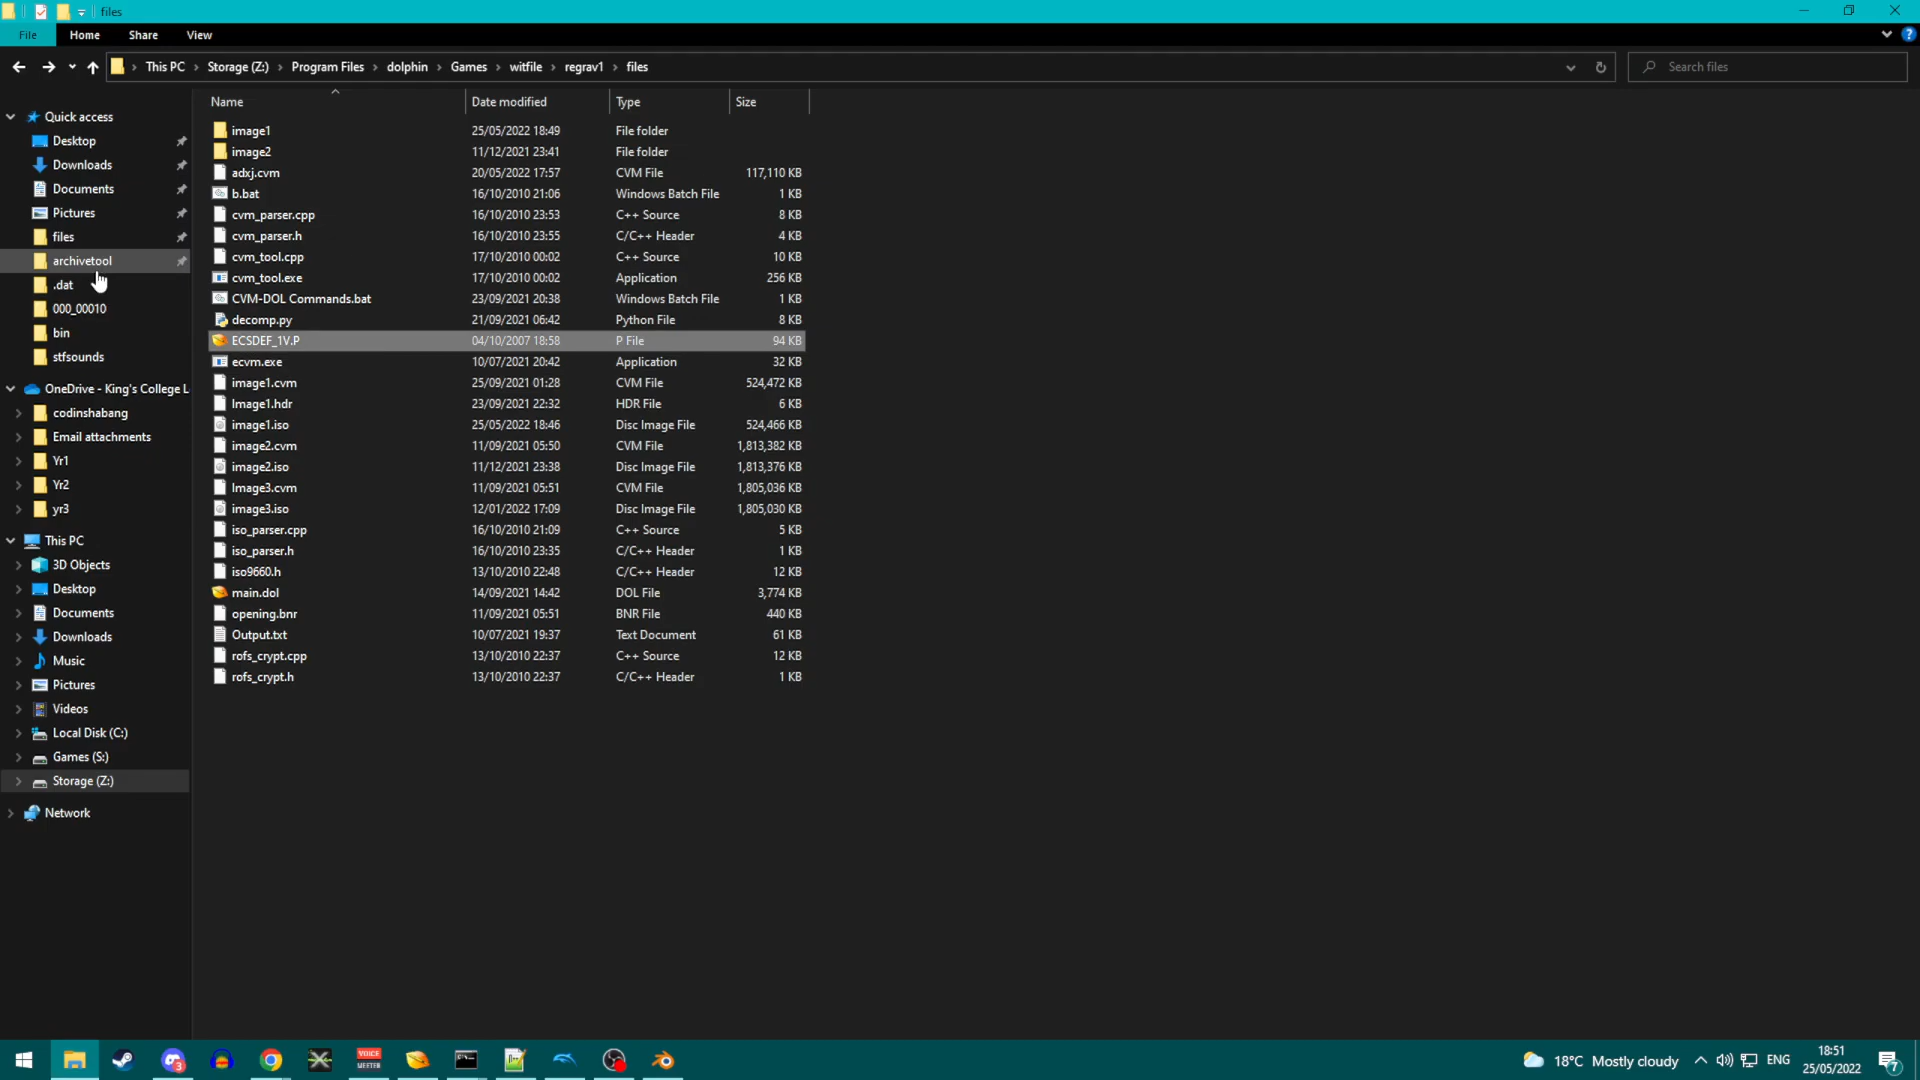 files
File Home Share View
This PC Storage (Z:) Program Files dolphin Games witfile regrav1 files
Search files
Name Date modified Type Size
image1 25/05/2022 18:49 File folder
image2 11/12/2021 23:41 File folder
adxj.cvm 20/05/2022 17:57 CVM File 117,110 KB
b.bat 16/10/2010 21:06 Windows Batch File 1 KB
cvm_parser.cpp 16/10/2010 23:53 C++ Source 8 KB
cvm_parser.h 16/10/2010 23:55 C/C++ Header 4 KB
cvm_tool.cpp 17/10/2010 00:02 C++ Source 10 KB
cvm_tool.exe 17/10/2010 00:02 Application 256 KB
CVM-DOL Commands.bat 23/09/2021 20:38 Windows Batch File 1 KB
decomp.py 21/09/2021 06:42 Python File 8 KB
ECSDEF_1V.P 04/10/2007 18:58 P File 94 KB
ecvm.exe 10/07/2021 20:42 Application 32 KB
image1.cvm 25/09/2021 01:28 CVM File 524,472 KB
Image1.hdr 23/09/2021 22:32 HDR File 6 KB
image1.iso 25/05/2022 18:46 Disc Image File 524,466 KB
image2.cvm 11/09/2021 05:50 CVM File 1,813,382 KB
image2.iso 11/12/2021 23:38 Disc Image File 1,813,376 KB
Image3.cvm 11/09/2021 05:51 CVM File 1,805,036 KB
image3.iso 12/01/2022 17:09 Disc Image File 1,805,030 KB
iso_parser.cpp 16/10/2010 21:09 C++ Source 5 KB
iso_parser.h 16/10/2010 23:35 C/C++ Header 1 KB
iso9660.h 13/10/2010 22:48 C/C++ Header 12 KB
main.dol 14/09/2021 14:42 DOL File 3,774 KB
opening.bnr 11/09/2021 05:51 BNR File 440 KB
Output.txt 10/07/2021 19:37 Text Document 61 KB
rofs_crypt.cpp 13/10/2010 22:37 C++ Source 12 KB
rofs_crypt.h 13/10/2010 22:37 C/C++ Header 1 KB
Quick access
Desktop
Downloads
Documents
Pictures
files
archivetool
.dat
000_00010
bin
stfsounds
OneDrive - King's College L
codinshabang
Email attachments
Yr1
Yr2
yr3
This PC
3D Objects
Desktop
Documents
Downloads
Music
Pictures
Videos
Local Disk (C:)
Games (S:)
Storage (Z:)
Network
3
VOICE
MEETER
18°C Mostly cloudy
ENG
18:51
25/05/2022
7